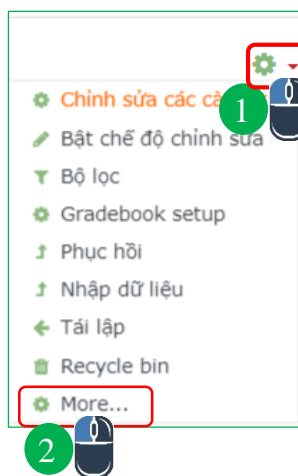 1
Chỉnh sửa các
Bật chế độ chỉnh sửa
Bộ lọc
Gradebook setup
Phục hồi
Nhập dữ liệu
Tái lập
Recycle bin
More...
2